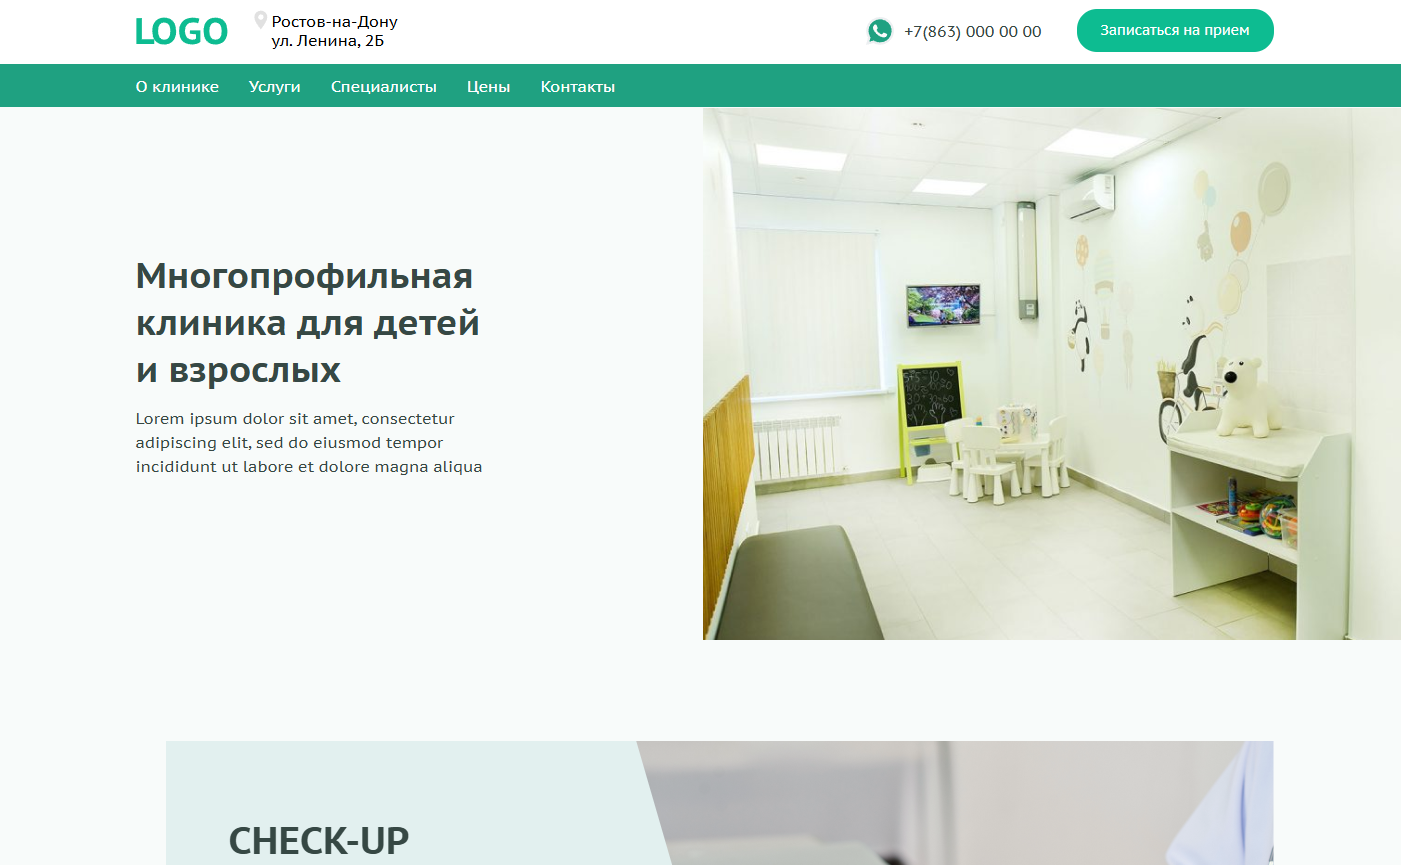 LOGO
Ростов-на-Дону
ул. Ленина, 2Б
+7(863) 000 00 00
Записаться на прием
О клинике Услуги Специалисты Цены Контакты
Многопрофильная
клиника для детей
и взрослых
Lorem ipsum dolor sit amet, consectetur
adipiscing elit, sed do eiusmod tempor
incididunt ut labore et dolore magna aliqua
CHECK-UP